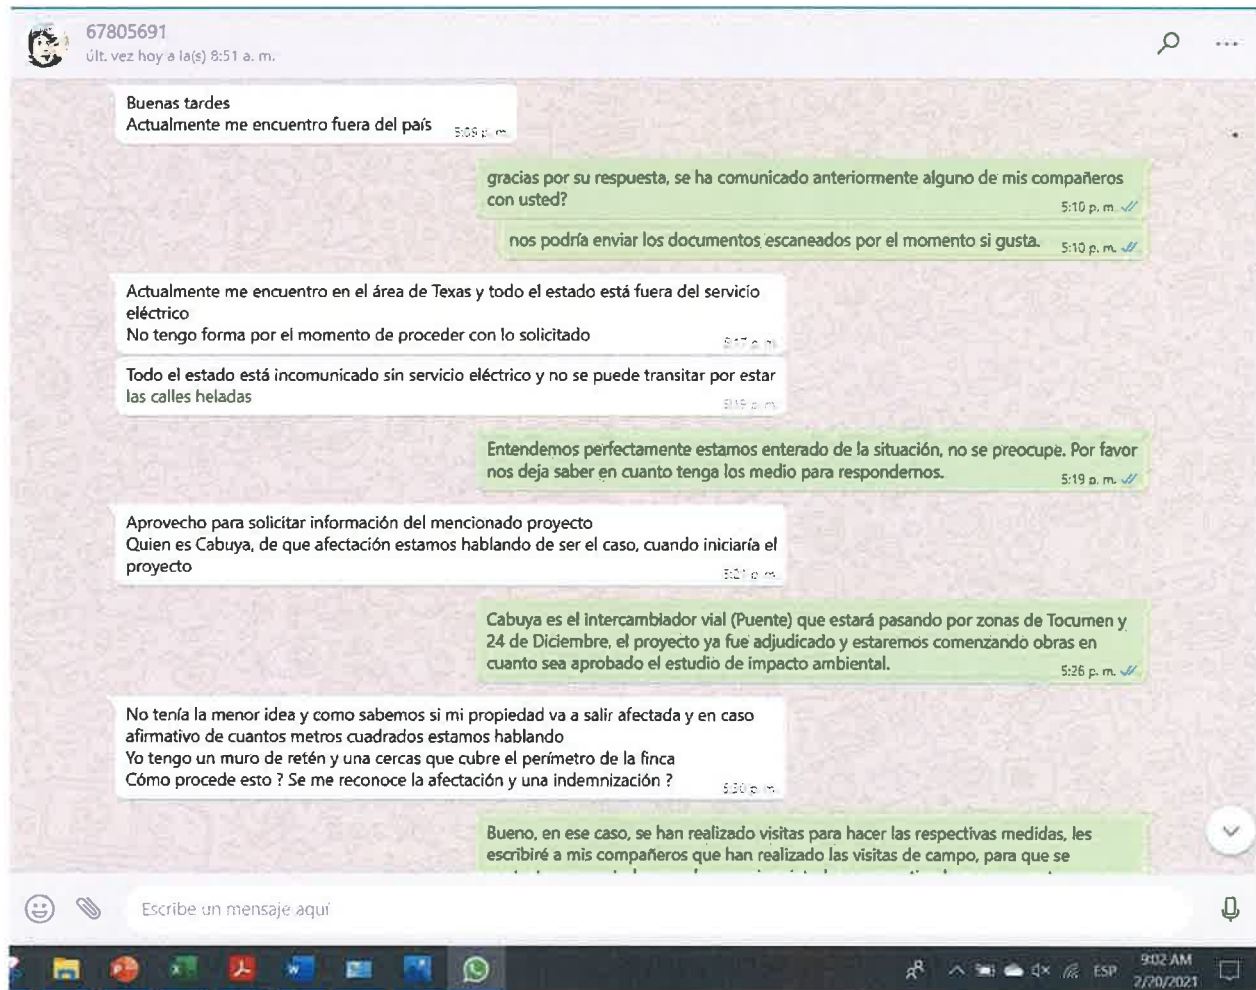 67805691
últ. vez hoy a la(s) 8:51 a. m.
Buenas tardes
Actualmente me encuentro fuera del país
5:09 p. m.
gracias por su respuesta, se ha comunicado anteriormente alguno de mis compañeros
con usted?
5:10 p. m.
nos podría enviar los documentos escaneados por el momento si gusta.
5:10 p. m.
Actualmente me encuentro en el área de Texas y todo el estado está fuera del servicio
eléctrico
No tengo forma por el momento de proceder con lo solicitado
5:17 p. m.
Todo el estado está incomunicado sin servicio eléctrico y no se puede transitar por estar
las calles heladas
5:19 p. m.
Entendemos perfectamente estamos enterado de la situación, no se preocupe. Por favor
nos deja saber en cuanto tenga los medio para respondernos.
5:19 p. m.
Aprovecho para solicitar información del mencionado proyecto
Quien es Cabuya, de que afectación estamos hablando de ser el caso, cuando iniciaría el
proyecto
5:21 p. m.
Cabuya es el intercambiador vial (Puente) que estará pasando por zonas de Tocumen y
24 de Diciembre, el proyecto ya fue adjudicado y estaremos comenzando obras en
cuanto sea aprobado el estudio de impacto ambiental.
5:26 p. m.
No tenía la menor idea y como sabemos si mi propiedad va a salir afectada y en caso
afirmativo de cuantos metros cuadrados estamos hablando
Yo tengo un muro de retén y una cercas que cubre el perímetro de la finca
Cómo procede esto ? Se me reconoce la afectación y una indemnización ?
5:30 p. m.
Bueno, en ese caso, se han realizado visitas para hacer las respectivas medidas, les
escribiré a mis compañeros que han realizado las visitas de campo, para que se
Escribe un mensaje aquí
ESP
9:02 AM
2/20/2021